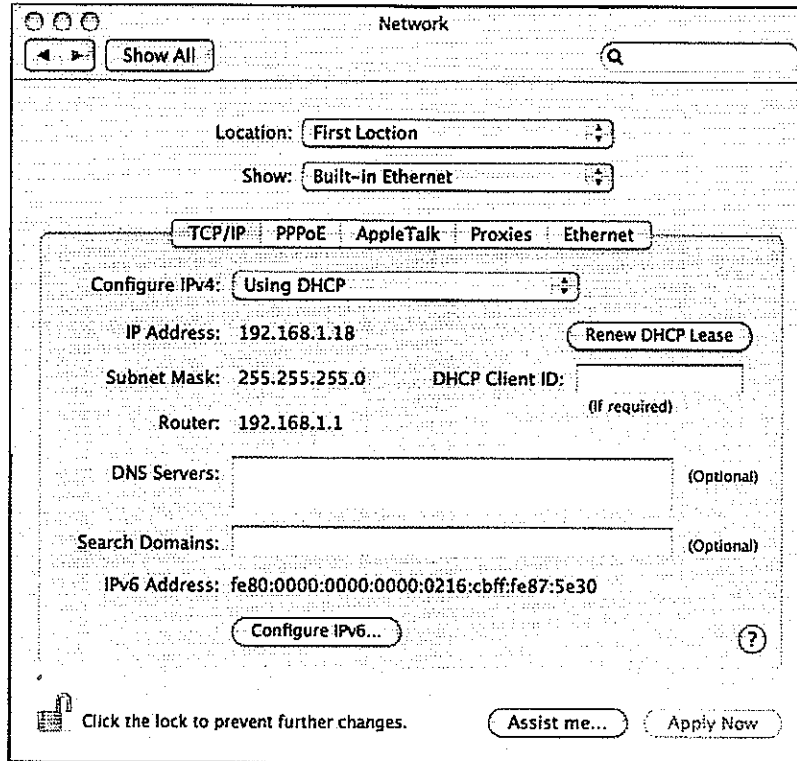 Network
Show All
Location: First Loction
Show: Built-in Ethernet
TCP/IP PPPoE AppleTalk Proxies Ethernet
Configure IPv4: Using DHCP
IP Address: 192.168.1.18 Renew DHCP Lease
Subnet Mask: 255.255.255.0 DHCP Client ID:
(If required)
Router: 192.168.1.1
DNS Servers: (Optional)
Search Domains: (Optional)
IPv6 Address: fe80:0000:0000:0000:0216:cbff:fe87:5e30
Configure IPv6... ?
Click the lock to prevent further changes. Assist me... Apply Now